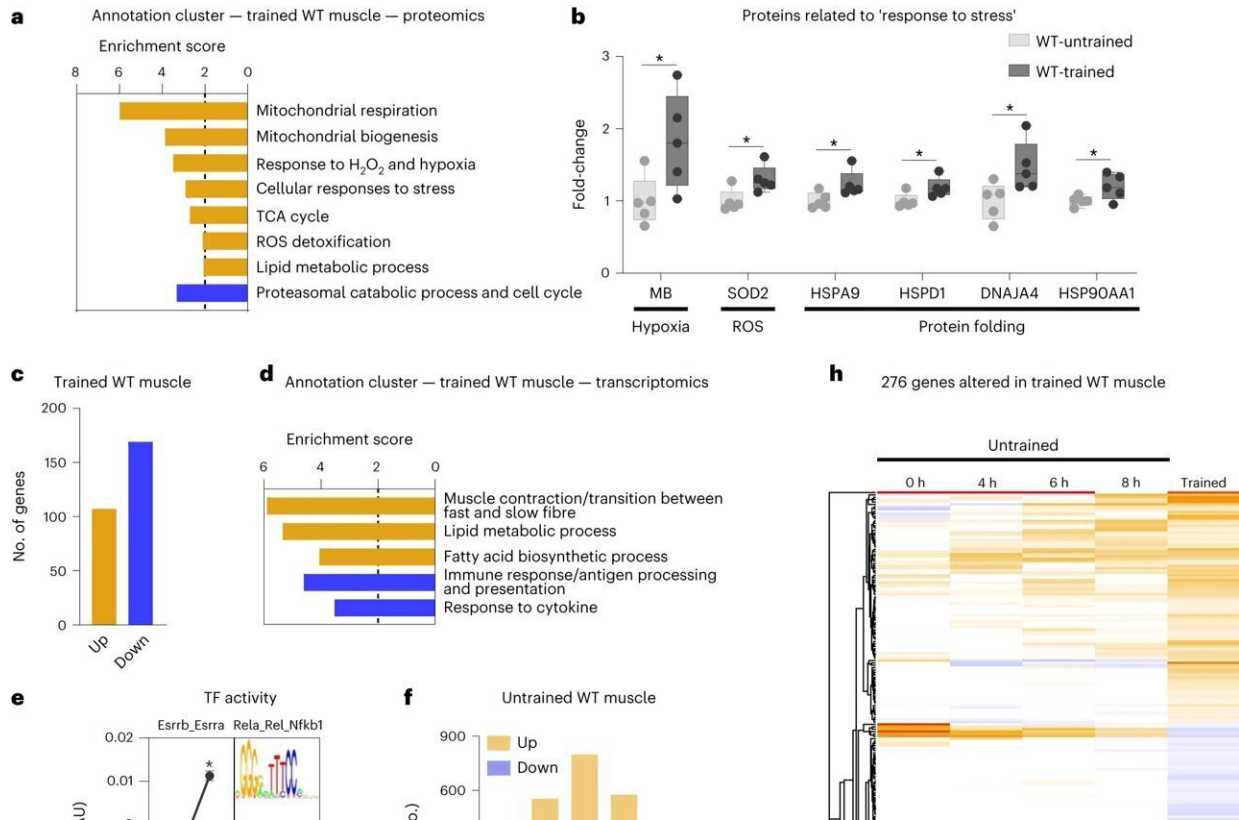 a
Annotation cluster — trained WT muscle — proteomics
Enrichment score
8 6 4 2 0
Mitochondrial respiration
Mitochondrial biogenesis
Response to H2O2 and hypoxia
Cellular responses to stress
TCA cycle
ROS detoxification
Lipid metabolic process
Proteasomal catabolic process and cell cycle
b
Proteins related to 'response to stress'
WT-untrained
WT-trained
Fold-change
3
2
1
0
* * * * * *
MB SOD2 HSPA9 HSPD1 DNAJA4 HSP90AA1
Hypoxia ROS Protein folding
c
Trained WT muscle
No. of genes
200
150
100
50
0
Up Down
d
Annotation cluster — trained WT muscle — transcriptomics
Enrichment score
6 4 2 0
Muscle contraction/transition between
fast and slow fibre
Lipid metabolic process
Fatty acid biosynthetic process
Immune response/antigen processing
and presentation
Response to cytokine
h
276 genes altered in trained WT muscle
Untrained
0 h 4 h 6 h 8 h Trained
e
TF activity
Esrrb_Esrra Rela_Rel_Nfkb1
0.02
0.01
*
f
Untrained WT muscle
900
600
Up
Down